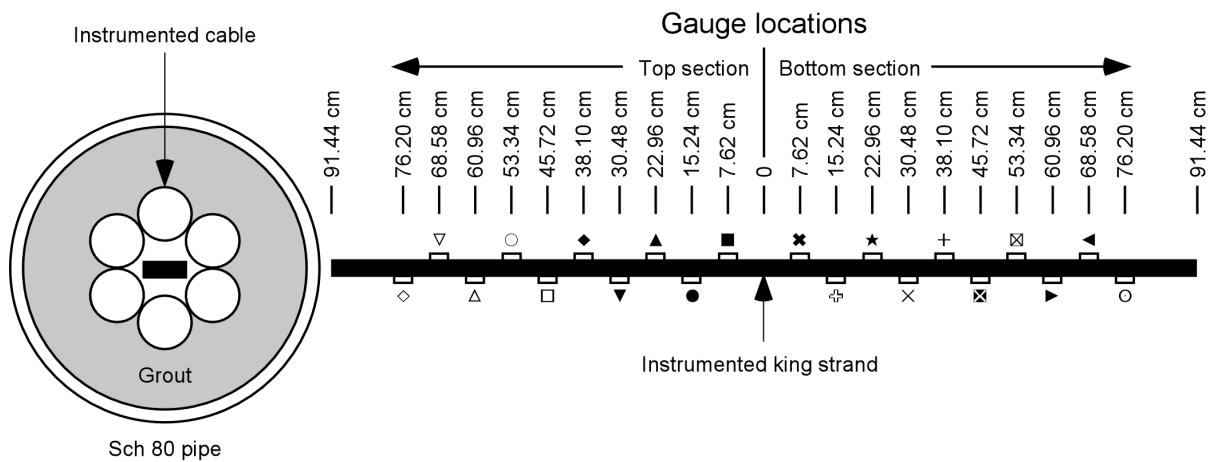 Gauge locations
Instrumented cable
Top section
Bottom section
91.44 cm
76.20 cm
68.58 cm
60.96 cm
53.34 cm
45.72 cm
38.10 cm
30.48 cm
22.96 cm
15.24 cm
7.62 cm
0
7.62 cm
15.24 cm
22.96 cm
30.48 cm
38.10 cm
45.72 cm
53.34 cm
60.96 cm
68.58 cm
76.20 cm
91.44 cm
Instrumented king strand
Grout
Sch 80 pipe